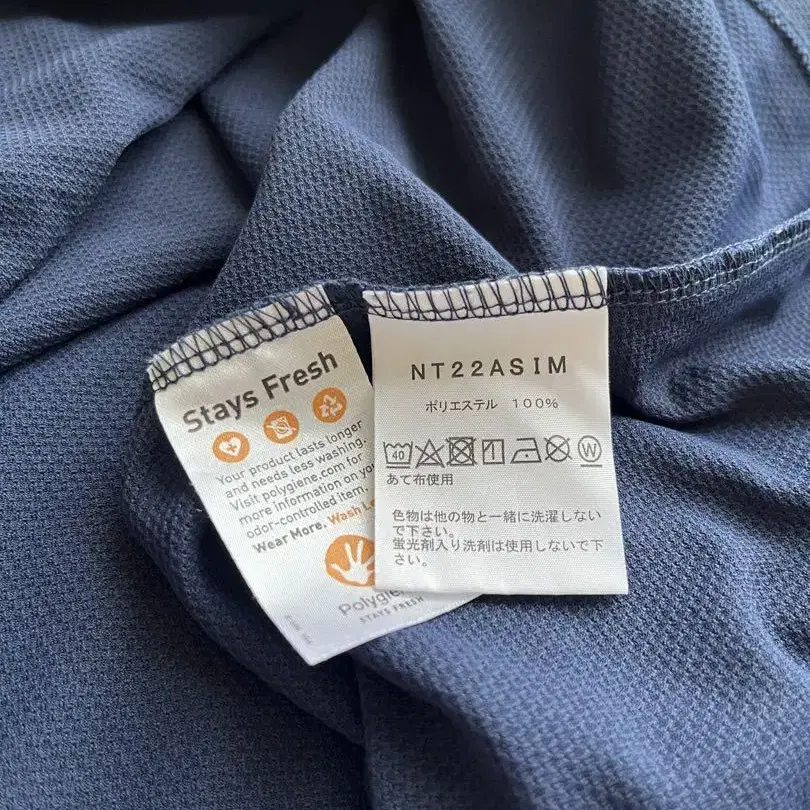 Stays Fresh
Your product lasts longer
and needs less washing.
Visit polygiene.com for
more information on your
odor-controlled item.
Wear More. Wash
STAYS FRESH
NT22ASIM
ポリエステル 100%
40
W
あて布使用
色物は他の物と一緒に洗濯しない
で下さい。
蛍光剤入り洗剤は使用しないで下
さい。